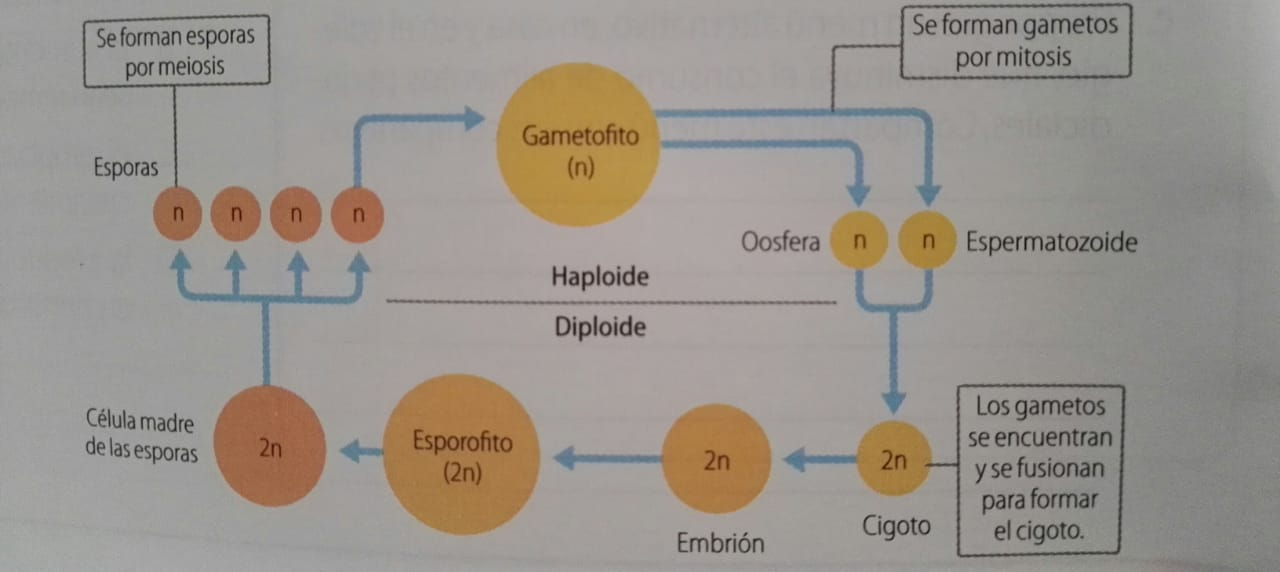 Se forman esporas
por meiosis
Se forman gametos
por mitosis
Gametofito
(n)
Esporas
n
n
n
n
Oosfera
n
n
Espermatozoide
Haploide
Diploide
Célula madre
de las esporas
2n
Esporofito
(2n)
2n
Embrión
2n
Cigoto
Los gametos
se encuentran
y se fusionan
para formar
el cigoto.